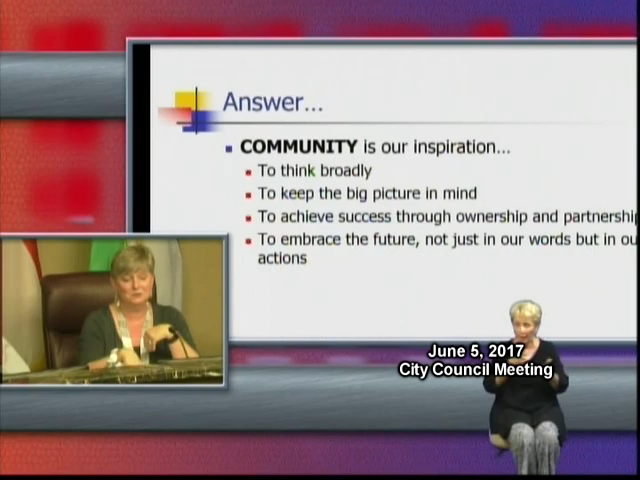 Answer...
COMMUNITY is our inspiration...
To think broadly
To keep the big picture in mind
To achieve success through ownership and partnershi
To embrace the future, not just in our words but in ou
actions
June 5, 2017
City Council Meeting